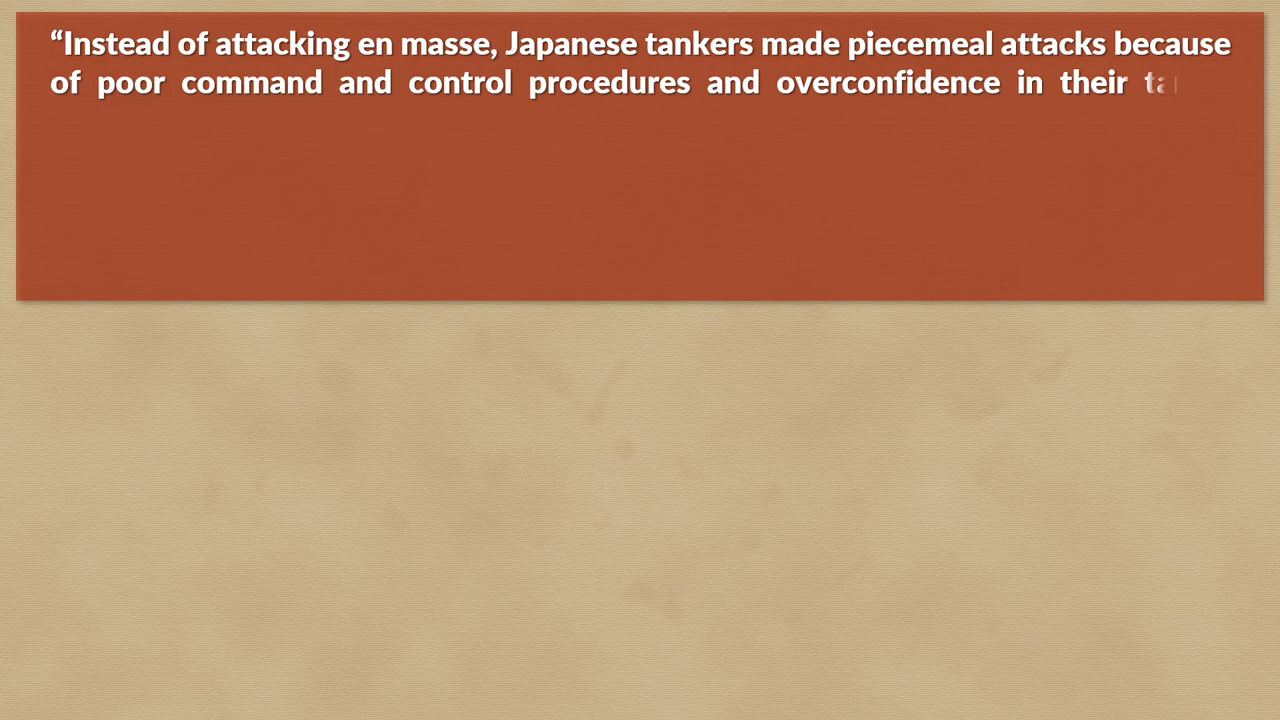 “Instead of attacking en masse, Japanese tankers made piecemeal attacks because
of poor command and control procedures and overconfidence in their